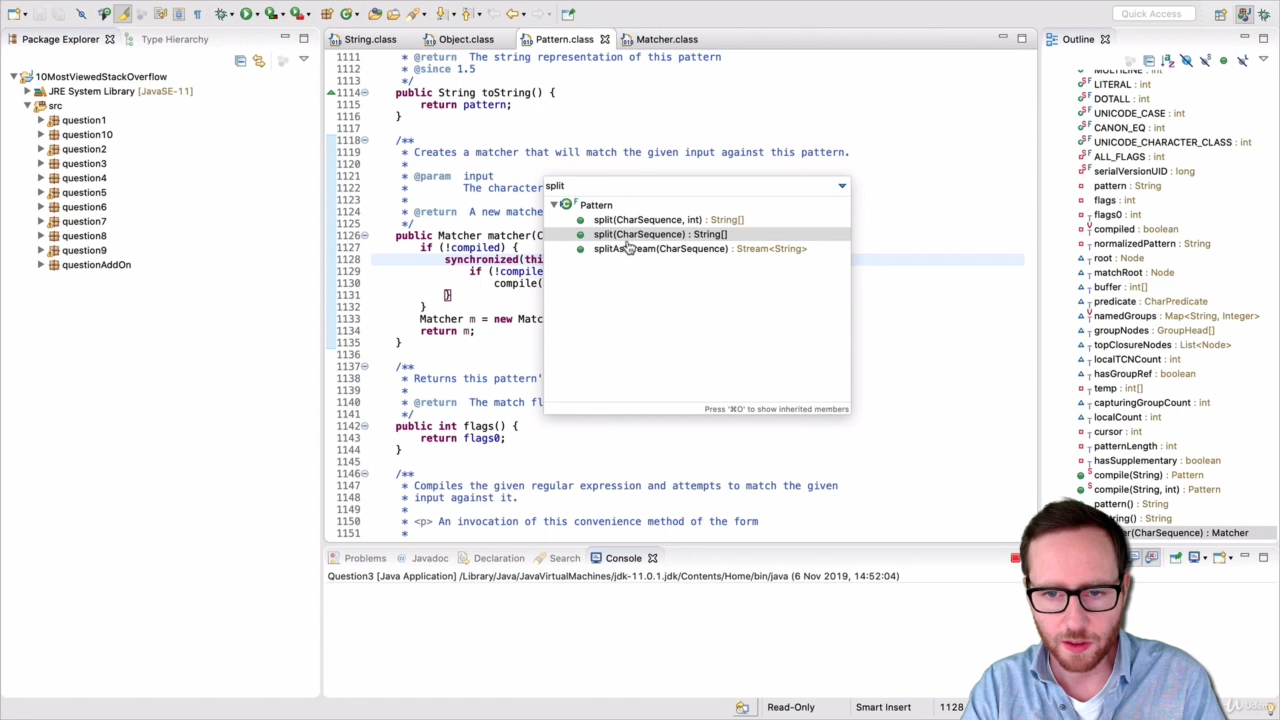 Quick Access
Package Explorer
Type Hierarchy
10MostViewedStackOverflow
JRE System Library [JavaSE-11]
src
question1
question10
question2
question3
question4
question5
question6
question7
question8
question9
questionAddOn
String.class
Object.class
Pattern.class
Matcher.class
1111 * @return  The string representation of this pattern
1112 * @since 1.5
1113 */
1114 public String toString() {
1115 return pattern;
1116 }
1117
1118 /**
1119 * Creates a matcher that will match the given input against this pattern.
1120 *
1121 * @param  input
1122 * The character
1123 *
1124 * @return  A new matche
1125 */
1126 public Matcher matcher(C
1127 if (!compiled) {
1128 synchronized(thi
1129 if (!compile
1130 compile(
1131 }
1132 }
1133 Matcher m = new Matc
1134 return m;
1135 }
1136
1137 /**
1138 * Returns this pattern'
1139 *
1140 * @return  The match fl
1141 */
1142 public int flags() {
1143 return flags0;
1144 }
1145
1146 /**
1147 * Compiles the given regular expression and attempts to match the given
1148 * input against it.
1149 *
1150 * <p> An invocation of this convenience method of the form
1151 *
split
Pattern
split(CharSequence, int) : String[]
split(CharSequence) : String[]
splitAsStream(CharSequence) : Stream<String>
Press '⌘O' to show inherited members
Outline
MULTILINE : int
LITERAL : int
DOTALL : int
UNICODE_CASE : int
CANON_EQ : int
UNICODE_CHARACTER_CLASS : int
ALL_FLAGS : int
serialVersionUID : long
pattern : String
flags : int
flags0 : int
compiled : boolean
normalizedPattern : String
root : Node
matchRoot : Node
buffer : int[]
predicate : CharPredicate
namedGroups : Map<String, Integer>
groupNodes : GroupHead[]
topClosureNodes : List<Node>
localTCNCount : int
hasGroupRef : boolean
temp : int[]
capturingGroupCount : int
localCount : int
cursor : int
patternLength : int
hasSupplementary : boolean
compile(String) : Pattern
compile(String, int) : Pattern
pattern() : String
() : String
(CharSequence) : Matcher
Problems
Javadoc
Declaration
Search
Console
Question3 [Java Application] /Library/Java/JavaVirtualMachines/jdk-11.0.1.jdk/Contents/Home/bin/java (6 Nov 2019, 14:52:04)
Read-Only
Smart Insert
1128
Udemy